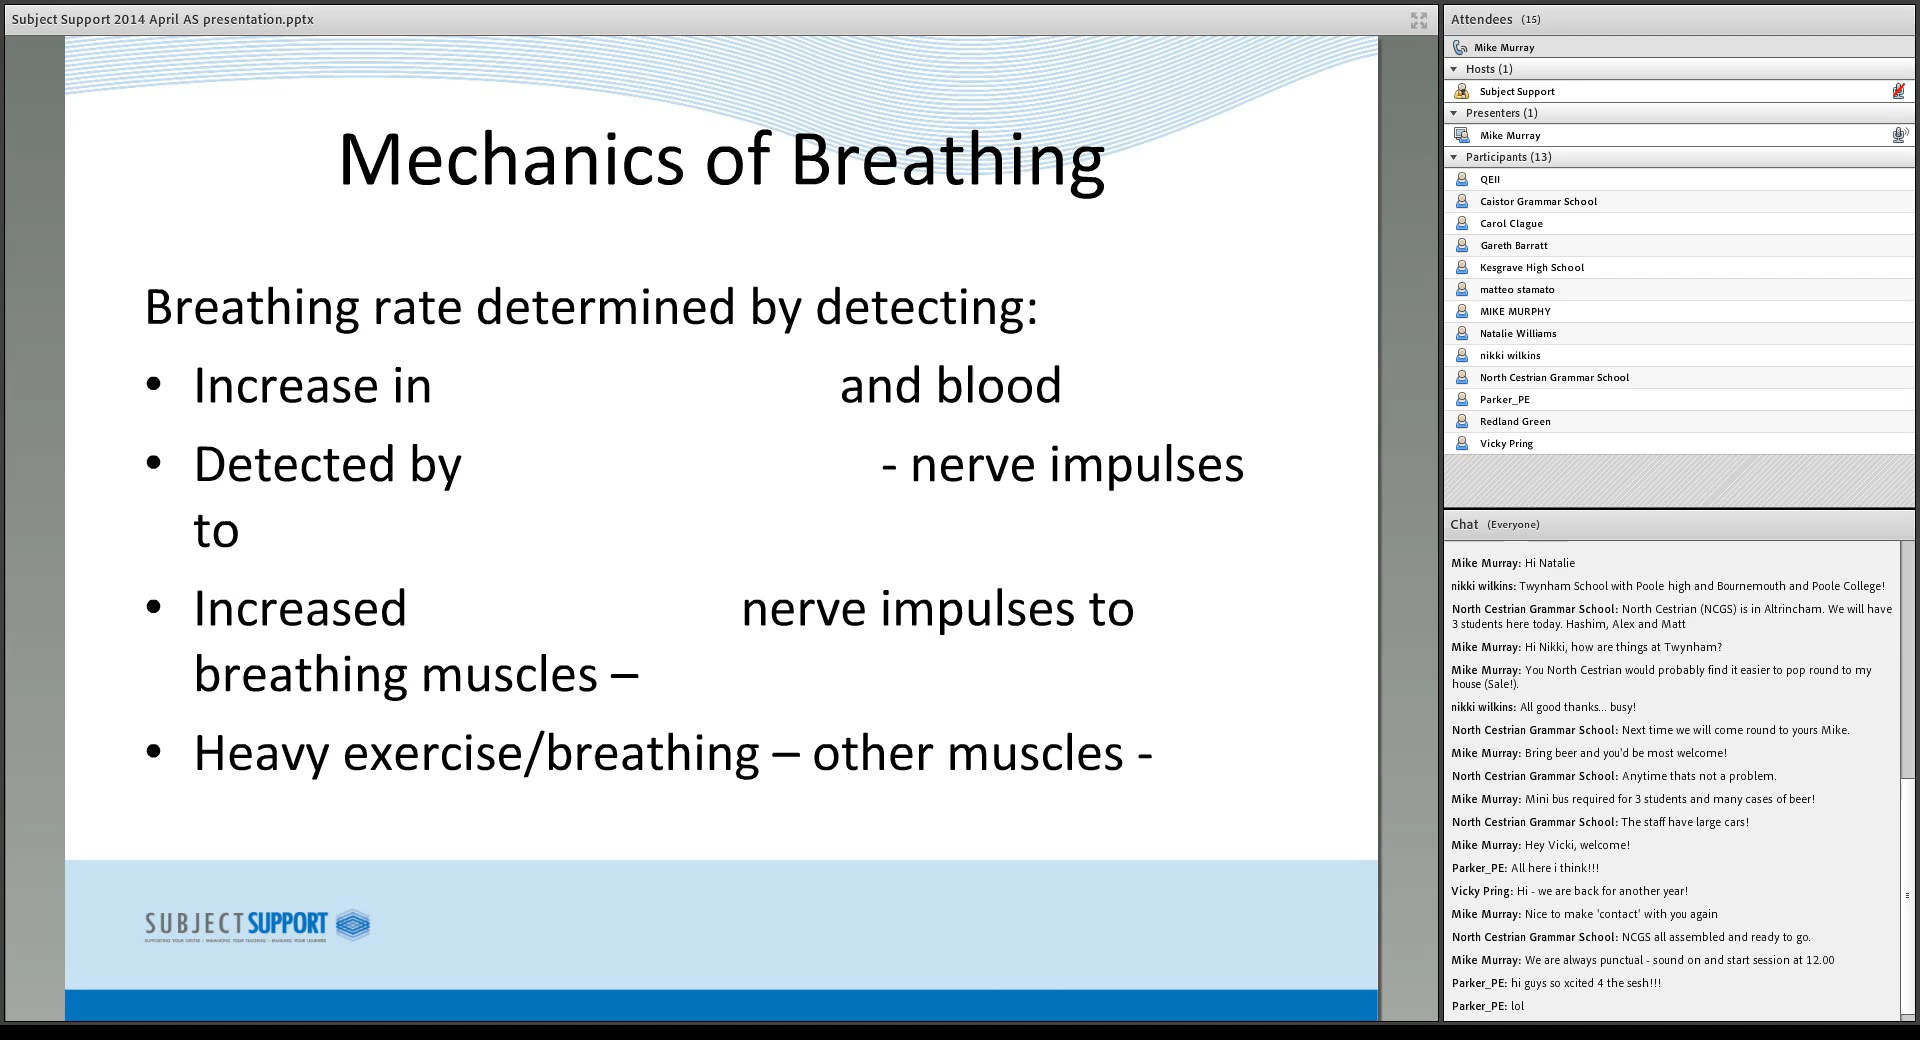 Subject Support 2014 April AS presentation.pptx
Mechanics of Breathing
Breathing rate determined by detecting:
• Increase in and blood
• Detected by - nerve impulses
to
• Increased nerve impulses to
breathing muscles –
• Heavy exercise/breathing – other muscles -
SUBJECTSUPPORT
SUPPORTING YOUR CENTRE - ENHANCING YOUR TEACHING - ENABLING YOUR LEARNERS
Attendees (15)
Mike Murray
Hosts (1)
Subject Support
Presenters (1)
Mike Murray
Participants (13)
QEII
Caistor Grammar School
Carol Clague
Gareth Barratt
Kesgrave High School
matteo stamato
MIKE MURPHY
Natalie Williams
nikki wilkins
North Cestrian Grammar School
Parker_PE
Redland Green
Vicky Pring
Chat (Everyone)
Mike Murray: Hi Natalie
nikki wilkins: Twynham School with Poole high and Bournemouth and Poole College!
North Cestrian Grammar School: North Cestrian (NCGS) is in Altrincham. We will have
3 students here today. Hashim, Alex and Matt
Mike Murray: Hi Nikki, how are things at Twynham?
Mike Murray: You North Cestrian would probably find it easier to pop round to my
house (Sale!).
nikki wilkins: All good thanks... busy!
North Cestrian Grammar School: Next time we will come round to yours Mike.
Mike Murray: Bring beer and you'd be most welcome!
North Cestrian Grammar School: Anytime thats not a problem.
Mike Murray: Mini bus required for 3 students and many cases of beer!
North Cestrian Grammar School: The staff have large cars!
Mike Murray: Hey Vicki, welcome!
Parker_PE: All here i think!!!
Vicky Pring: Hi - we are back for another year!
Mike Murray: Nice to make 'contact' with you again
North Cestrian Grammar School: NCGS all assembled and ready to go.
Mike Murray: We are always punctual - sound on and start session at 12.00
Parker_PE: hi guys so xcited 4 the sesh!!!
Parker_PE: lol